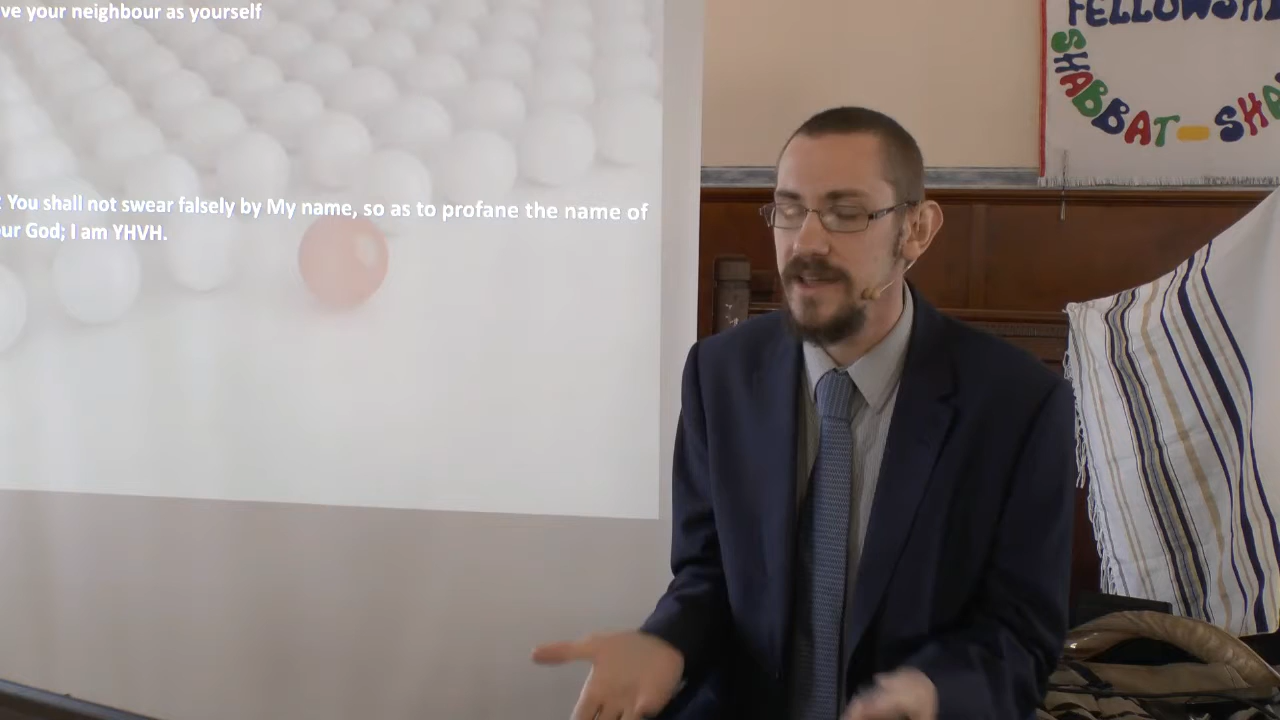 ve your neighbour as yourself
: You shall not swear falsely by My name, so as to profane the name of
ur God; I am YHVH.
FELLOWSH
SHABBAT-SHA